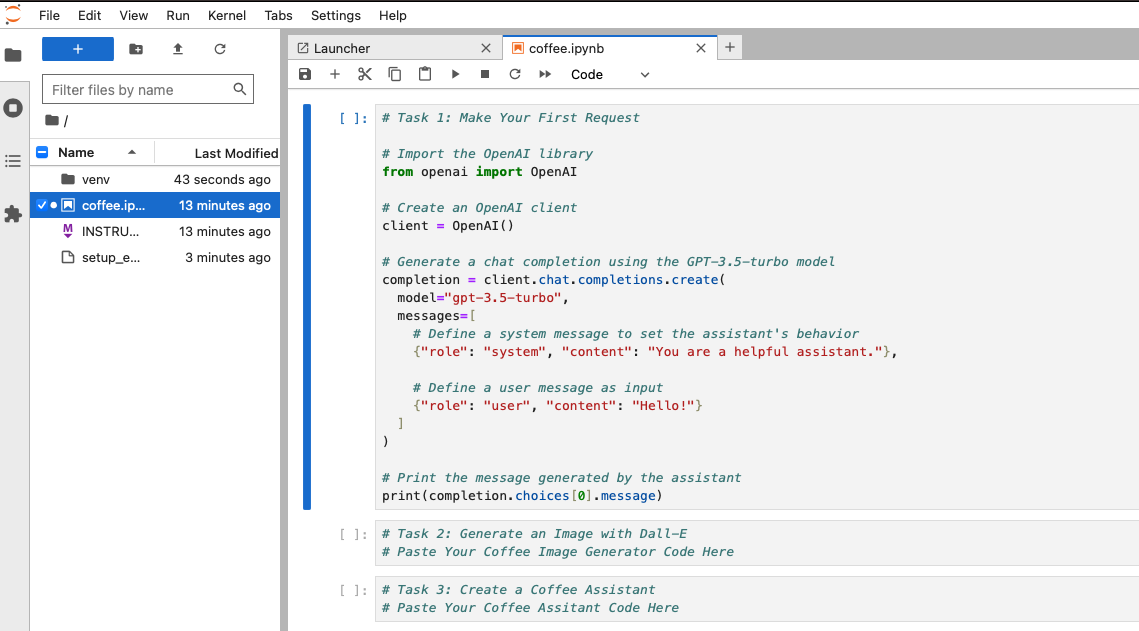 File Edit View Run Kernel Tabs Settings Help
Filter files by name
/
Name Last Modified
venv 43 seconds ago
coffee.ip... 13 minutes ago
INSTRU... 13 minutes ago
setup_e... 3 minutes ago
Launcher
coffee.ipynb
Code
[ ]:
# Task 1: Make Your First Request
# Import the OpenAI library
from openai import OpenAI
# Create an OpenAI client
client = OpenAI()
# Generate a chat completion using the GPT-3.5-turbo model
completion = client.chat.completions.create(
  model="gpt-3.5-turbo",
  messages=[
    # Define a system message to set the assistant's behavior
    {"role": "system", "content": "You are a helpful assistant."},
    # Define a user message as input
    {"role": "user", "content": "Hello!"}
  ]
)
# Print the message generated by the assistant
print(completion.choices[0].message)
[ ]:
# Task 2: Generate an Image with Dall-E
# Paste Your Coffee Image Generator Code Here
[ ]:
# Task 3: Create a Coffee Assistant
# Paste Your Coffee Assitant Code Here